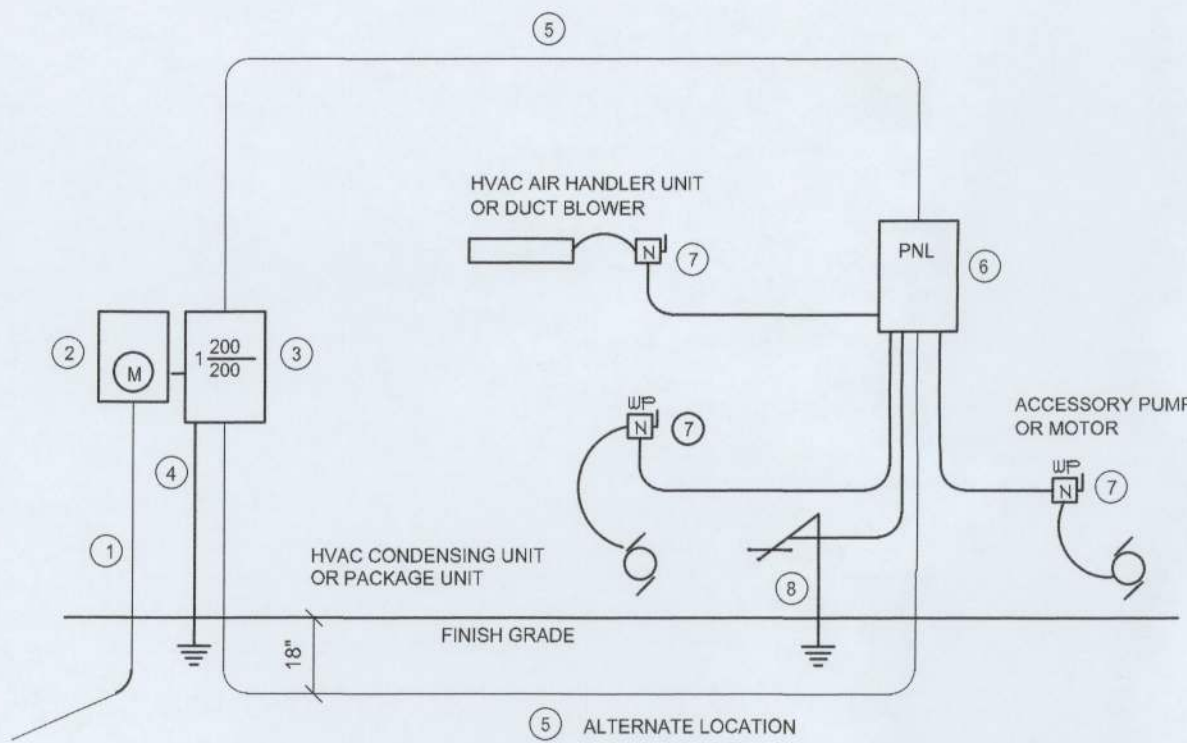 5
HVAC AIR HANDLER UNIT
OR DUCT BLOWER
N
7
PNL
6
2
M
1 200
200
3
WP
N
7
ACCESSORY PUMP
OR MOTOR
WP
N
7
4
1
HVAC CONDENSING UNIT
OR PACKAGE UNIT
8
FINISH GRADE
18"
5 ALTERNATE LOCATION